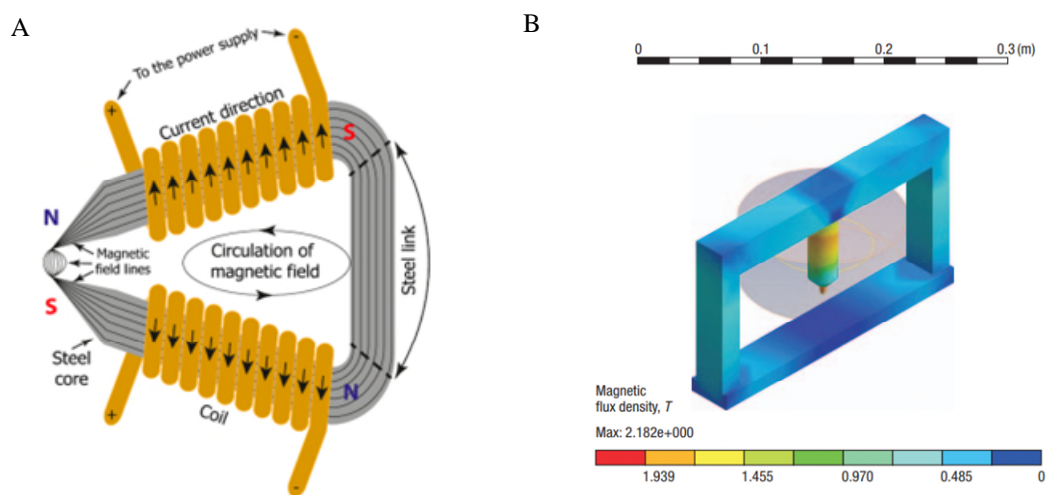 A
To the power supply
-
+
Current direction
S
N
Magnetic
field lines
Circulation of
magnetic field
Steel link
S
Steel
core
N
+
Coil
-
B
0 0.1 0.2 0.3 (m)
Magnetic
flux density, T
Max: 2.182e+000
1.939 1.455 0.970 0.485 0